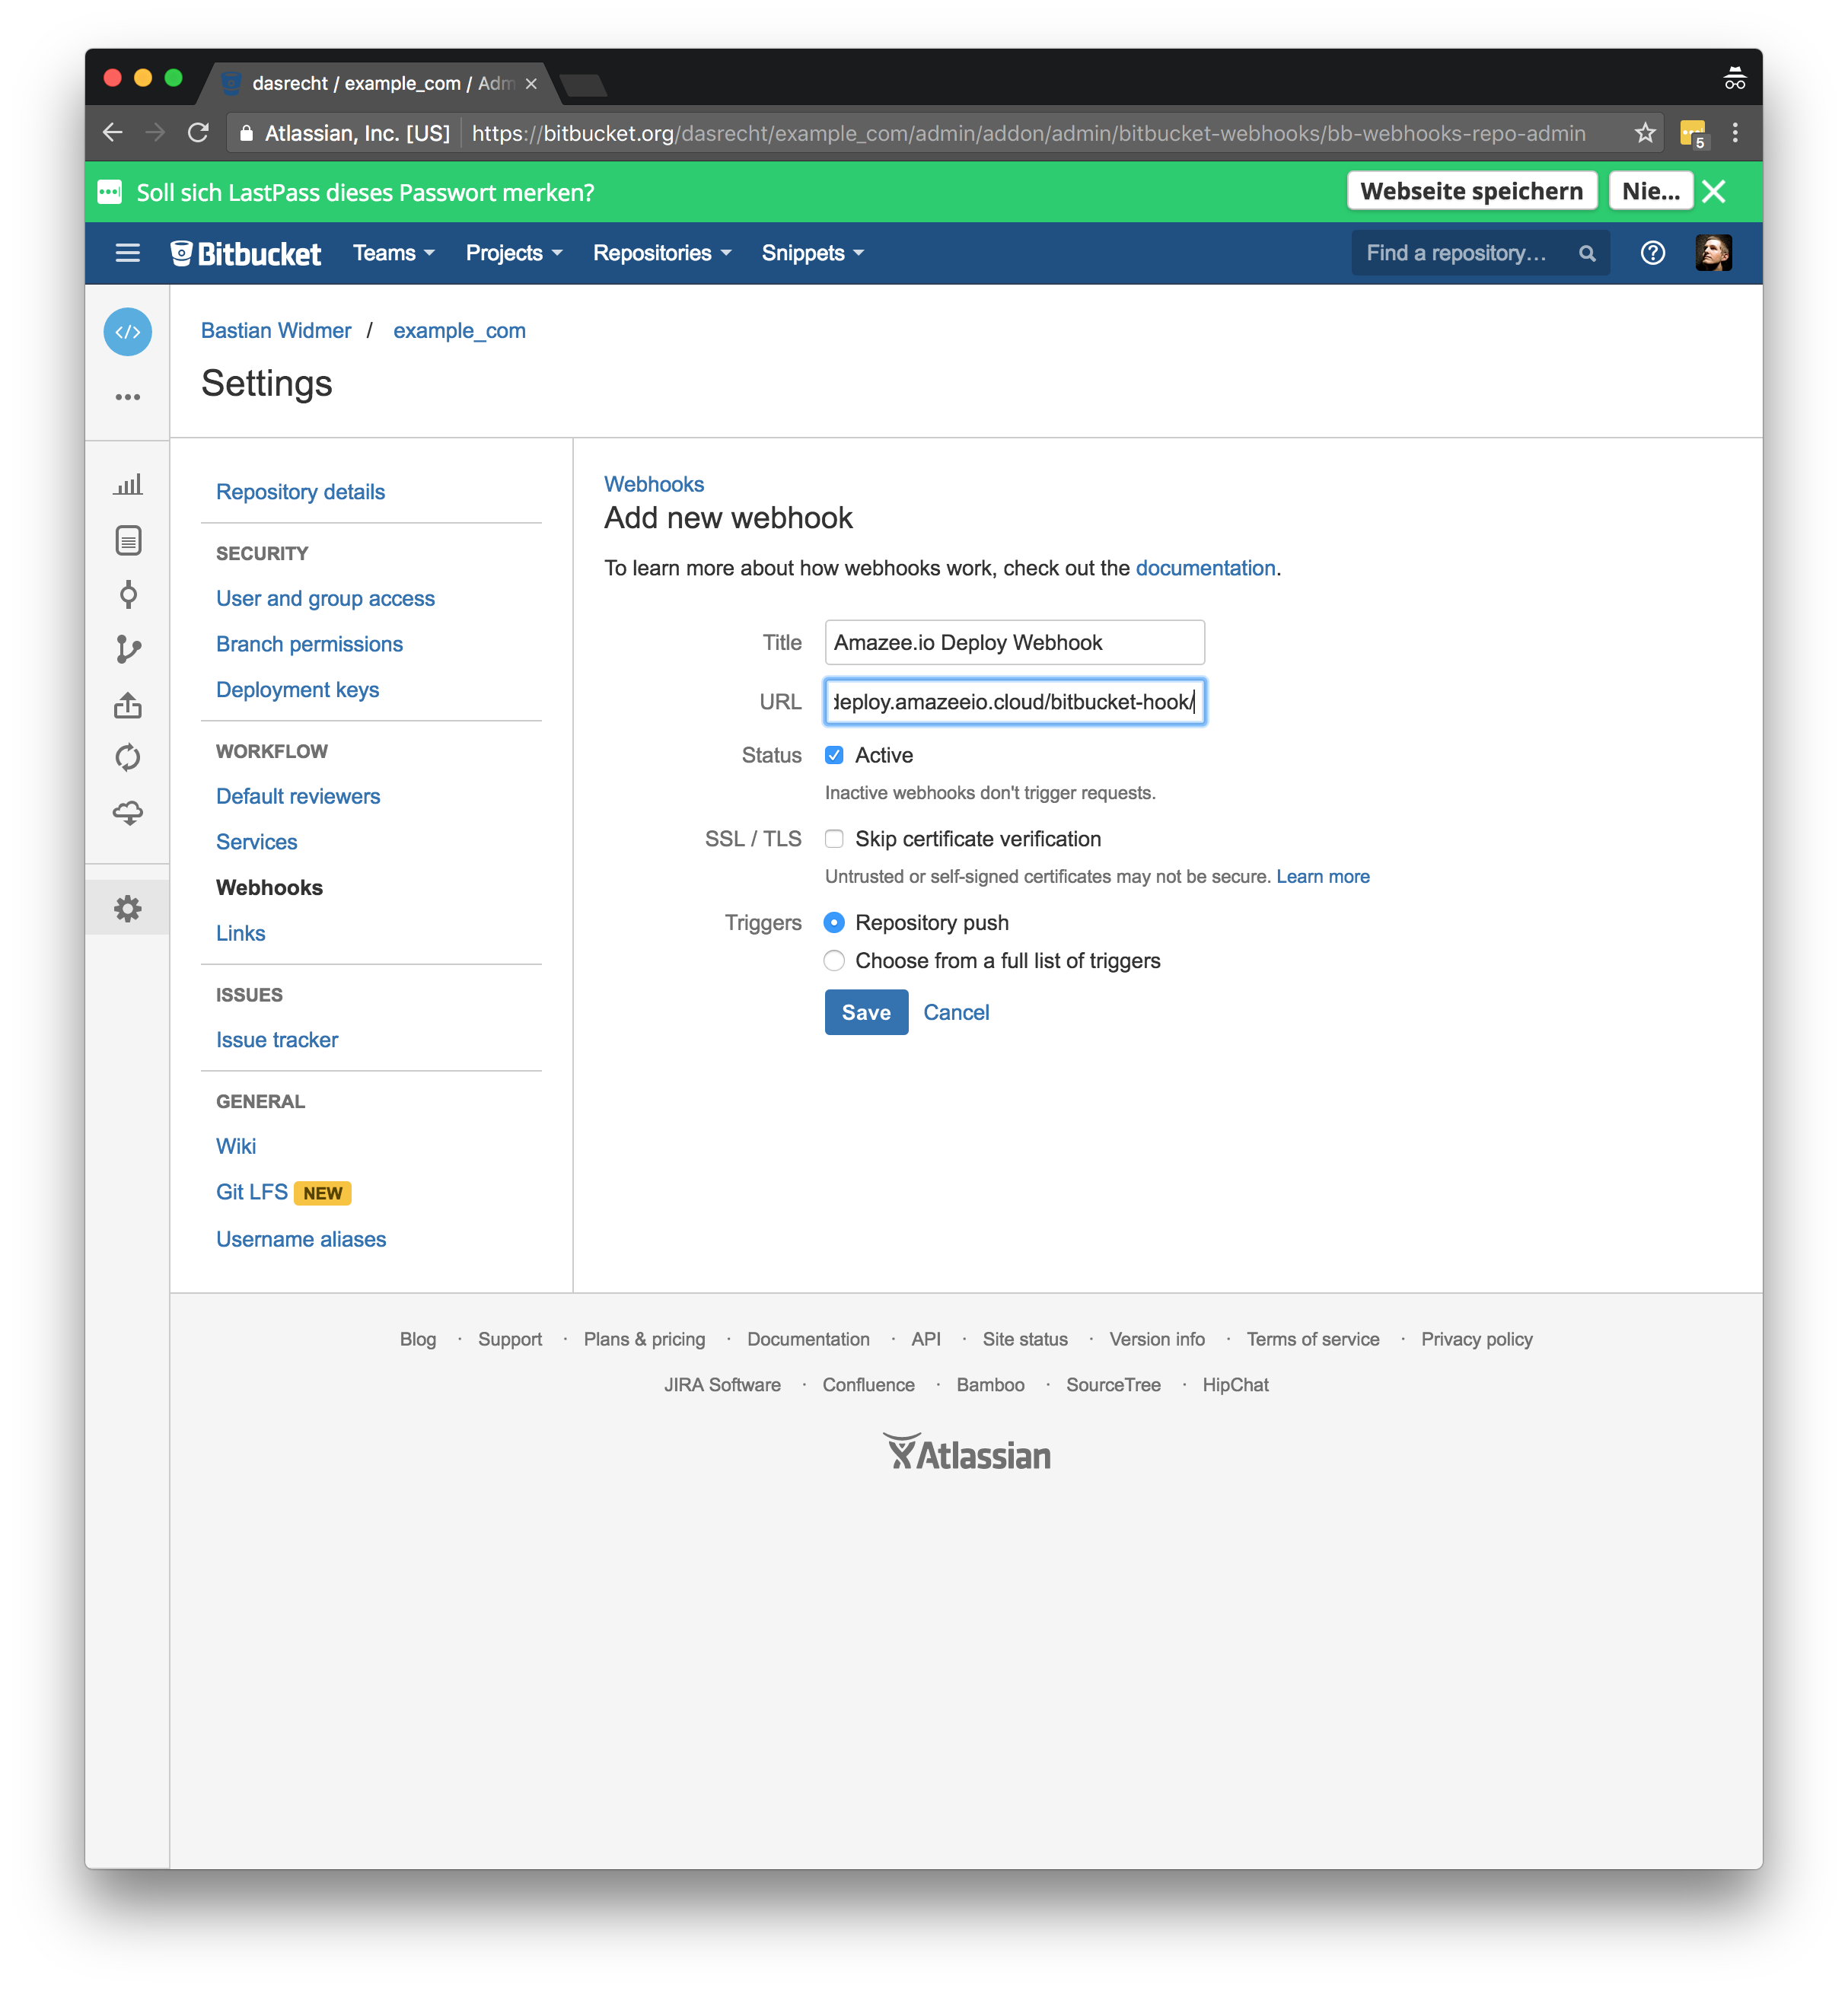 dasrecht / example_com / Adm
Atlassian, Inc. [US] https://bitbucket.org/dasrecht/example_com/admin/addon/admin/bitbucket-webhooks/bb-webhooks-repo-admin
5
Soll sich LastPass dieses Passwort merken? Webseite speichern Nie...
Bitbucket Teams Projects Repositories Snippets Find a repository...
Bastian Widmer / example_com
Settings
Repository details
SECURITY
User and group access
Branch permissions
Deployment keys
WORKFLOW
Default reviewers
Services
Webhooks
Links
ISSUES
Issue tracker
GENERAL
Wiki
Git LFS NEW
Username aliases
Webhooks
Add new webhook
To learn more about how webhooks work, check out the documentation.
Title Amazee.io Deploy Webhook
URL deploy.amazeeio.cloud/bitbucket-hook/
Status Active
Inactive webhooks don't trigger requests.
SSL / TLS Skip certificate verification
Untrusted or self-signed certificates may not be secure. Learn more
Triggers Repository push
Choose from a full list of triggers
Save Cancel
Blog · Support · Plans & pricing · Documentation · API · Site status · Version info · Terms of service · Privacy policy
JIRA Software · Confluence · Bamboo · SourceTree · HipChat
Atlassian